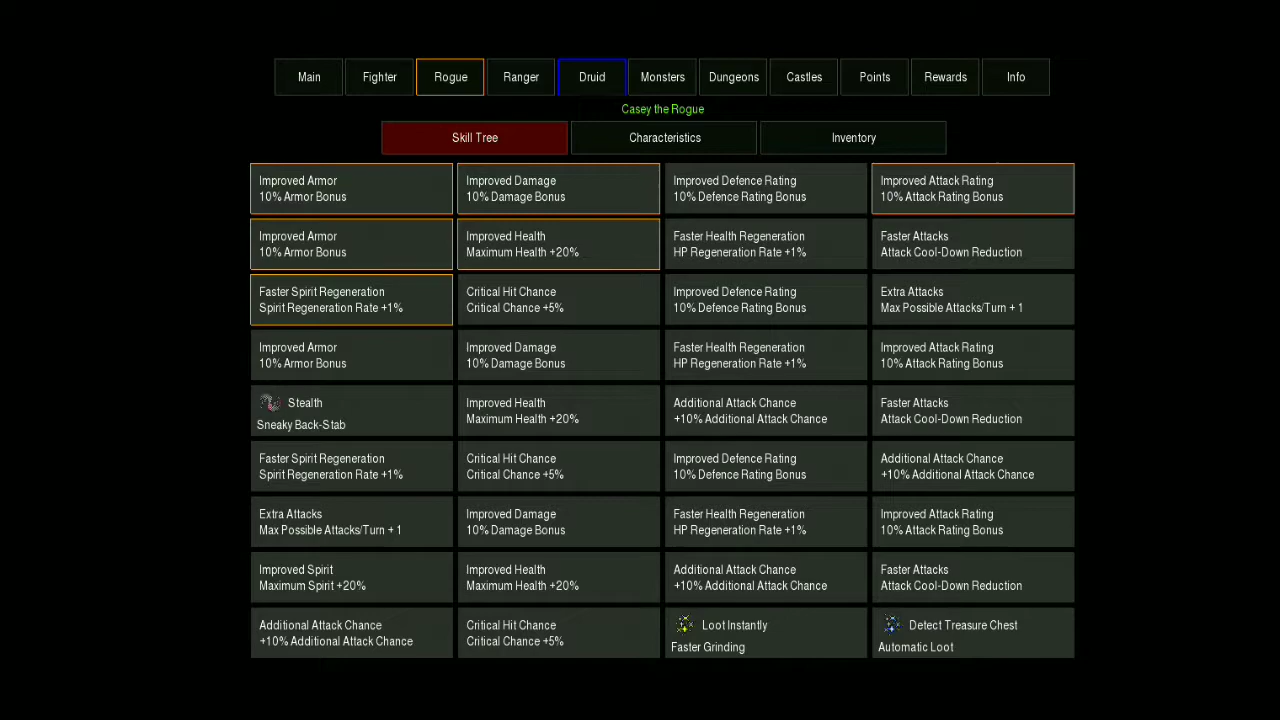 Main Fighter Rogue Ranger Druid Monsters Dungeons Castles Points Rewards Info
Casey the Rogue
Skill Tree Characteristics Inventory
Improved Armor
10% Armor Bonus
Improved Damage
10% Damage Bonus
Improved Defence Rating
10% Defence Rating Bonus
Improved Attack Rating
10% Attack Rating Bonus
Improved Armor
10% Armor Bonus
Improved Health
Maximum Health +20%
Faster Health Regeneration
HP Regeneration Rate +1%
Faster Attacks
Attack Cool-Down Reduction
Faster Spirit Regeneration
Spirit Regeneration Rate +1%
Critical Hit Chance
Critical Chance +5%
Improved Defence Rating
10% Defence Rating Bonus
Extra Attacks
Max Possible Attacks/Turn + 1
Improved Armor
10% Armor Bonus
Improved Damage
10% Damage Bonus
Faster Health Regeneration
HP Regeneration Rate +1%
Improved Attack Rating
10% Attack Rating Bonus
Stealth
Sneaky Back-Stab
Improved Health
Maximum Health +20%
Additional Attack Chance
+10% Additional Attack Chance
Faster Attacks
Attack Cool-Down Reduction
Faster Spirit Regeneration
Spirit Regeneration Rate +1%
Critical Hit Chance
Critical Chance +5%
Improved Defence Rating
10% Defence Rating Bonus
Additional Attack Chance
+10% Additional Attack Chance
Extra Attacks
Max Possible Attacks/Turn + 1
Improved Damage
10% Damage Bonus
Faster Health Regeneration
HP Regeneration Rate +1%
Improved Attack Rating
10% Attack Rating Bonus
Improved Spirit
Maximum Spirit +20%
Improved Health
Maximum Health +20%
Additional Attack Chance
+10% Additional Attack Chance
Faster Attacks
Attack Cool-Down Reduction
Additional Attack Chance
+10% Additional Attack Chance
Critical Hit Chance
Critical Chance +5%
Loot Instantly
Faster Grinding
Detect Treasure Chest
Automatic Loot